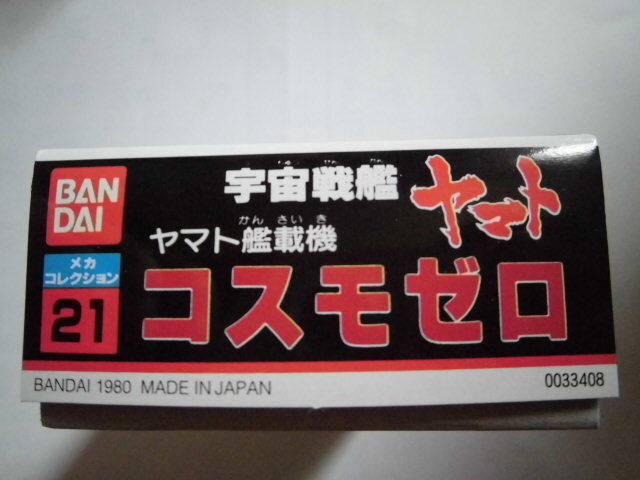 BAN
DAI
メカ
コレクション
21
宇宙戦艦
ヤマト
かんさいき
ヤマト艦載機
コスモゼロ
BANDAI 1980 MADE IN JAPAN
0033408